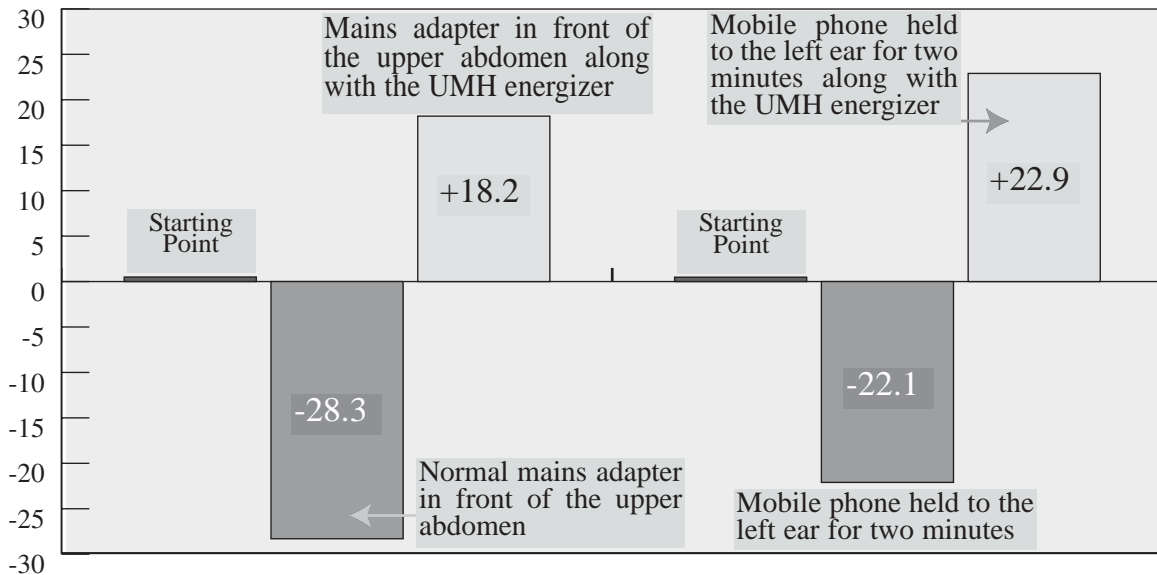 30
25
20
15
10
5
0
-5
-10
-15
-20
-25
-30
Mains adapter in front of
the upper abdomen along
with the UMH energizer
Mobile phone held
to the left ear for two
minutes along with
the UMH energizer
+18.2
+22.9
Starting
Point
Starting
Point
-28.3
-22.1
Normal mains adapter
in front of the upper
abdomen
Mobile phone held to the
left ear for two minutes